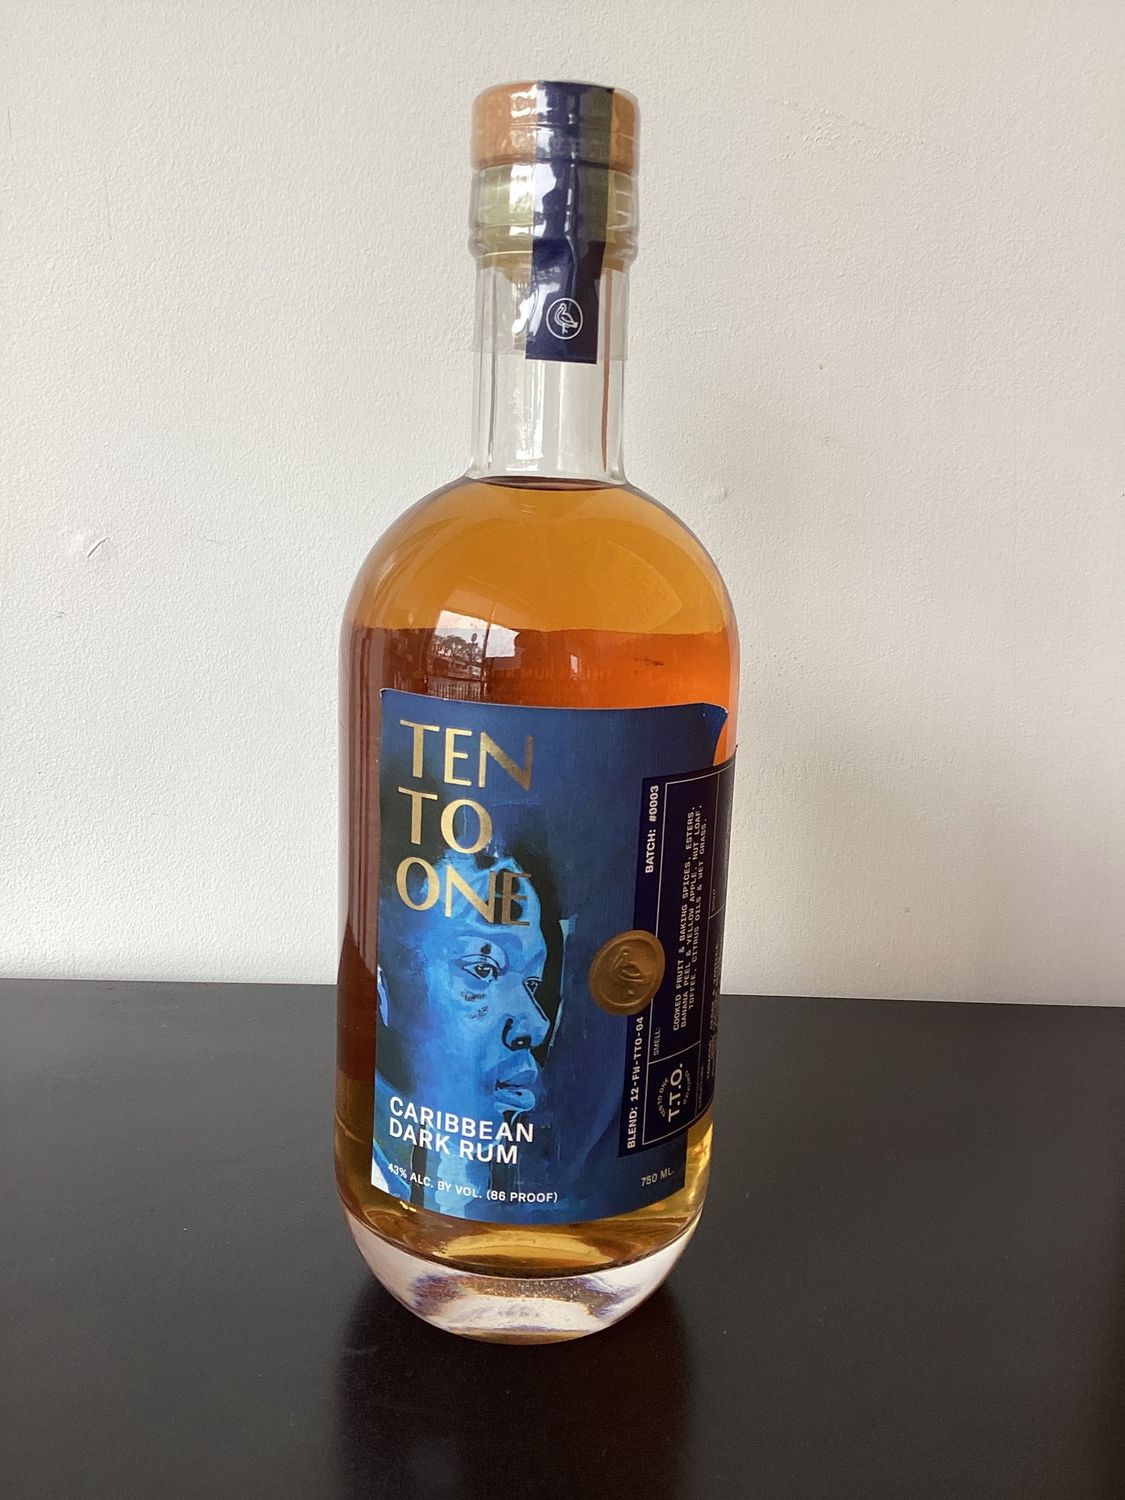 TEN
TO
ONE
CARIBBEAN
DARK RUM
43% ALC. BY VOL. (86 PROOF)
750 ML.
BLEND: 12-FW-TTO-04 BATCH: #0003
T.T.O.
SMELL:
COOKED FRUIT & BAKING SPICES. ESTERS.
BANANA PEEL & YELLOW APPLE. NUT LOAF.
TOFFEE. CITRUS OILS & WET GRASS.